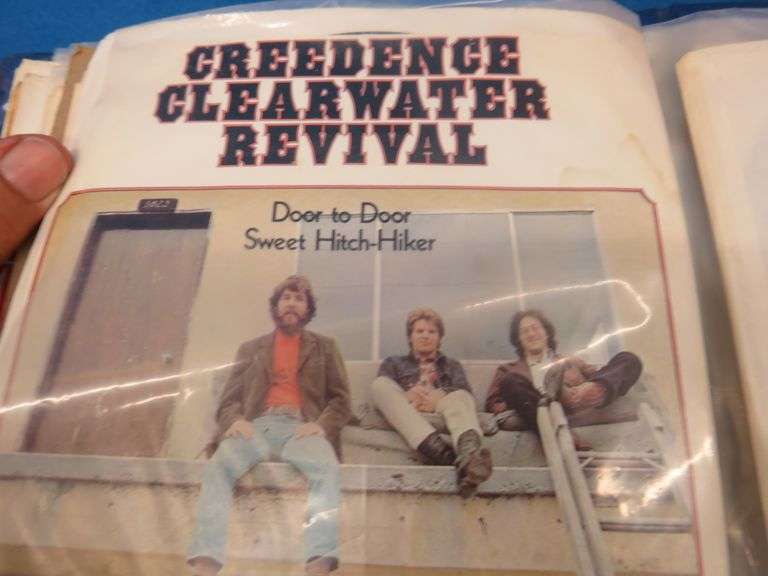 CREEDENCE
CLEARWATER
REVIVAL
Door to Door
Sweet Hitch-Hiker